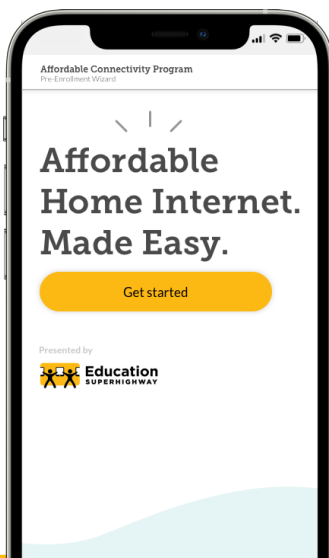 Affordable Connectivity Program
Pre-Enrollment Wizard
Affordable
Home Internet.
Made Easy.
Get started
Presented by
Education
SUPERHIGHWAY